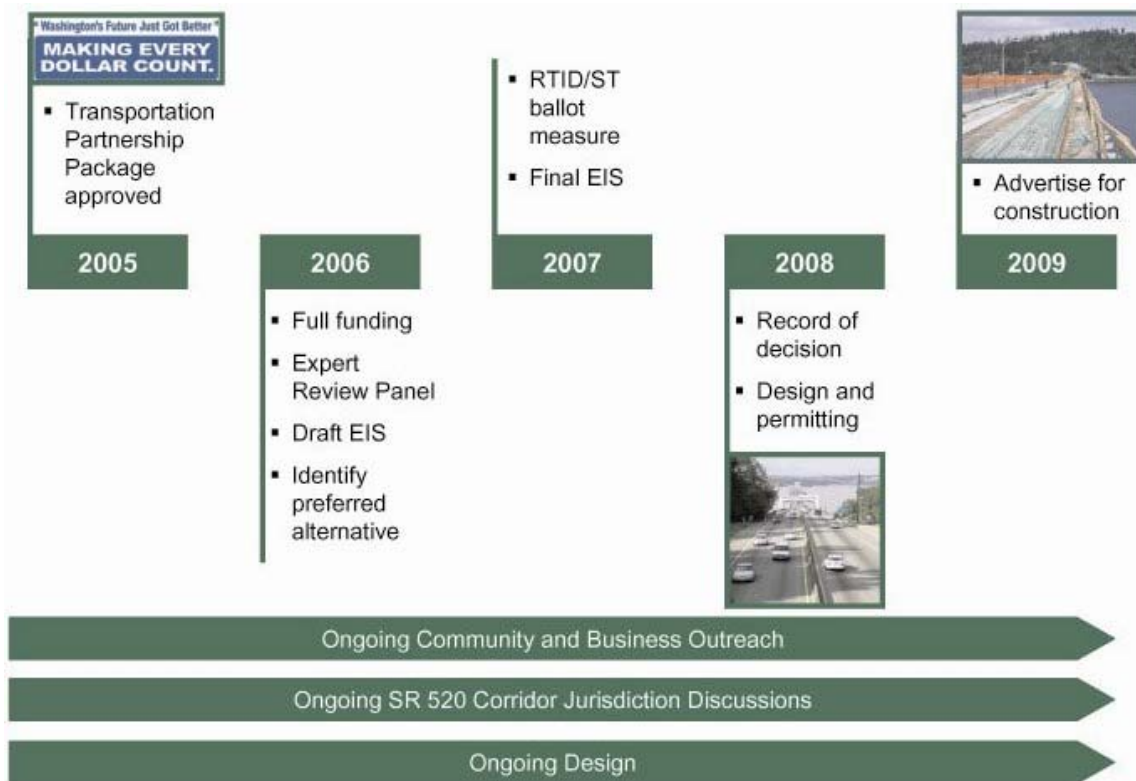 "Washington's Future Just Got Better"
MAKING EVERY
DOLLAR COUNT.
▪ Transportation
Partnership
Package
approved
2005
2006
▪ Full funding
▪ Expert
Review Panel
▪ Draft EIS
▪ Identify
preferred
alternative
▪ RTID/ST
ballot
measure
▪ Final EIS
2007
2008
▪ Record of
decision
▪ Design and
permitting
▪ Advertise for
construction
2009
Ongoing Community and Business Outreach
Ongoing SR 520 Corridor Jurisdiction Discussions
Ongoing Design